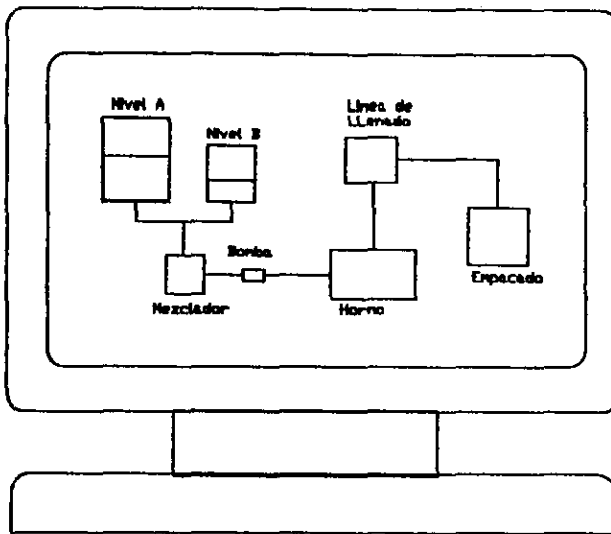 Nivel A
Nivel B
Linea de
LLenado
Bomba
Mezclador
Horno
Empacado